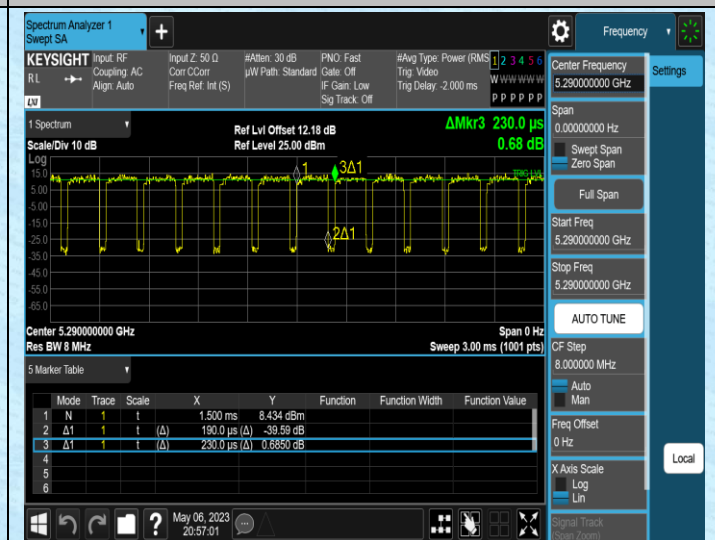 Spectrum Analyzer 1
Swept SA
+
Frequency
KEYSIGHT
RL
LXI
Input: RF
Coupling: AC
Align: Auto
Input Z: 50 Ω
Corr CCorr
Freq Ref: Int (S)
#Atten: 30 dB
µW Path: Standard
PNO: Fast
Gate: Off
IF Gain: Low
Sig Track: Off
#Avg Type: Power (RMS
Trig: Video
Trig Delay: -2.000 ms
1 2 3 4 5 6
W W W W W W
P P P P P P
1 Spectrum
Scale/Div 10 dB
Ref Lvl Offset 12.18 dB
Ref Level 25.00 dBm
ΔMkr3 230.0 µs
0.68 dB
Log
15.0
5.00
-5.00
-15.0
-25.0
-35.0
-45.0
-55.0
-65.0
1
3Δ1
2Δ1
TRIG LVL
Center 5.290000000 GHz
Res BW 8 MHz
Span 0 Hz
Sweep 3.00 ms (1001 pts)
5 Marker Table
Mode Trace Scale X Y Function Function Width Function Value
1 N 1 t 1.500 ms 8.434 dBm
2 Δ1 1 t (Δ) 190.0 µs (Δ) -39.59 dB
3 Δ1 1 t (Δ) 230.0 µs (Δ) 0.6850 dB
4
5
6
?
May 06, 2023
20:57:01
Center Frequency
5.290000000 GHz
Span
0.00000000 Hz
Swept Span
Zero Span
Full Span
Start Freq
5.290000000 GHz
Stop Freq
5.290000000 GHz
AUTO TUNE
CF Step
8.000000 MHz
Auto
Man
Freq Offset
0 Hz
X Axis Scale
Log
Lin
Signal Track
(Span Zoom)
Settings
Local